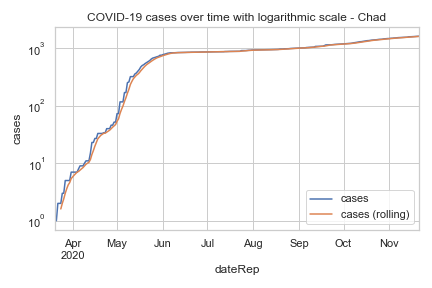 COVID-19 cases over time with logarithmic scale - Chad
cases
10³
10²
10¹
10⁰
Apr May Jun Jul Aug Sep Oct Nov
2020
dateRep
cases
cases (rolling)